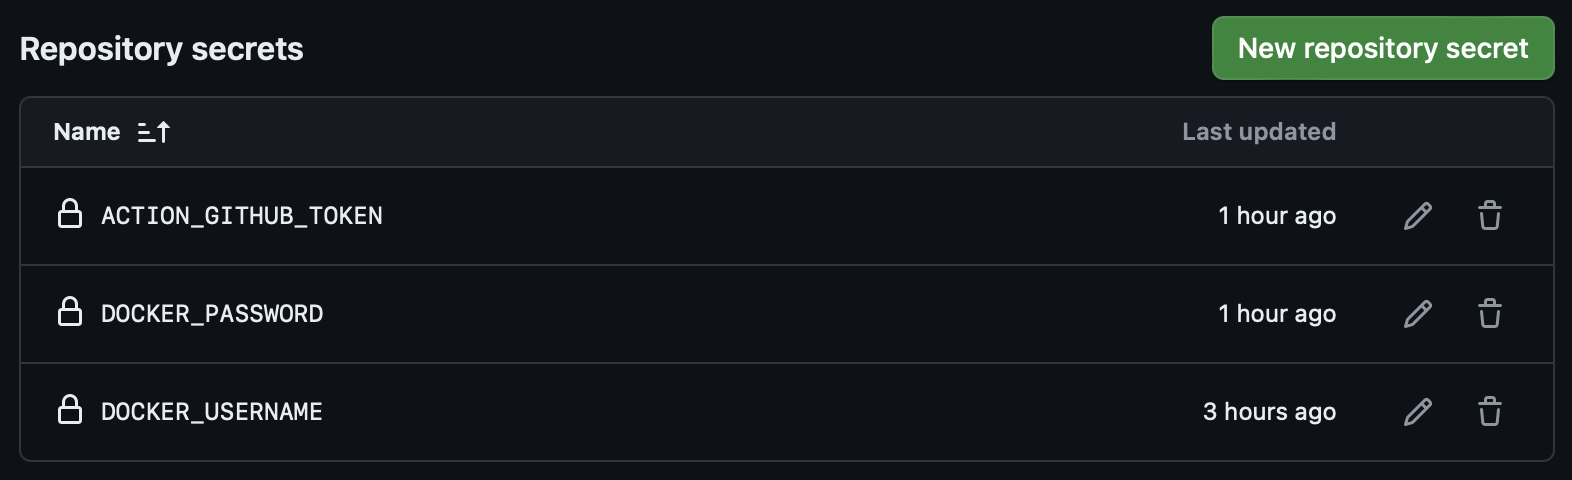 Repository secrets
New repository secret
Name
Last updated
ACTION_GITHUB_TOKEN
1 hour ago
DOCKER_PASSWORD
1 hour ago
DOCKER_USERNAME
3 hours ago